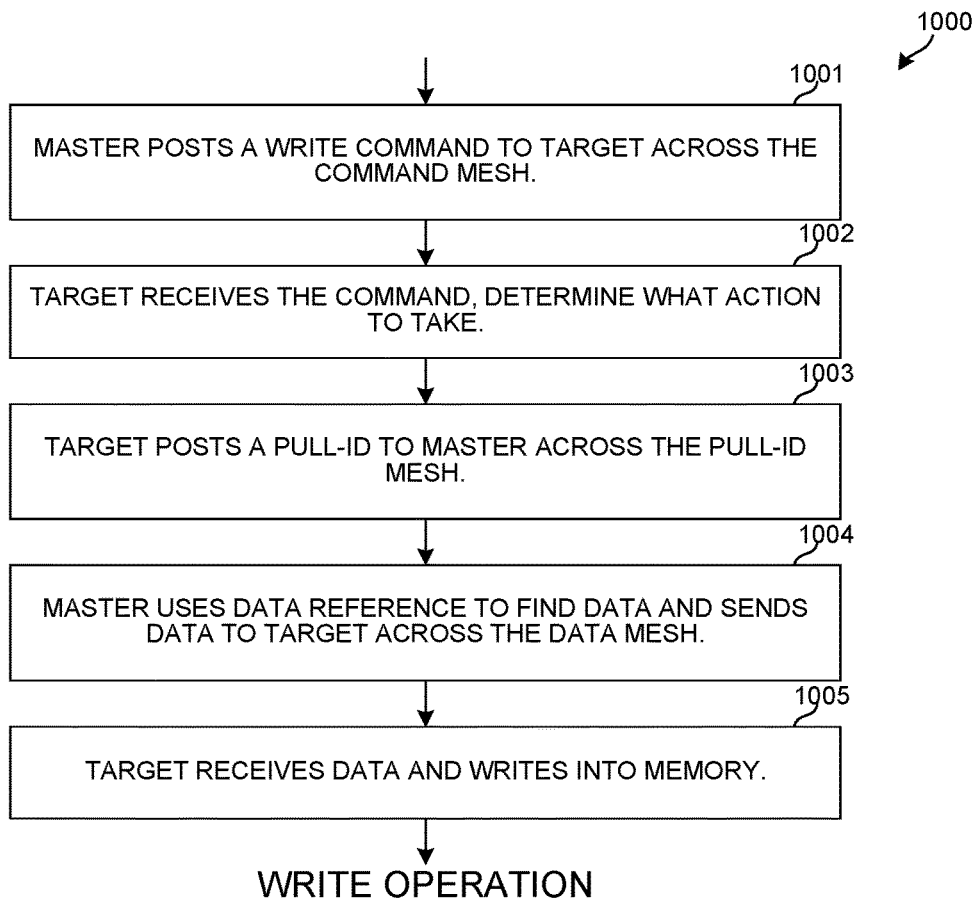 1000
1001
MASTER POSTS A WRITE COMMAND TO TARGET ACROSS THE
COMMAND MESH.
1002
TARGET RECEIVES THE COMMAND, DETERMINE WHAT ACTION
TO TAKE.
1003
TARGET POSTS A PULL-ID TO MASTER ACROSS THE PULL-ID
MESH.
1004
MASTER USES DATA REFERENCE TO FIND DATA AND SENDS
DATA TO TARGET ACROSS THE DATA MESH.
1005
TARGET RECEIVES DATA AND WRITES INTO MEMORY.
WRITE OPERATION